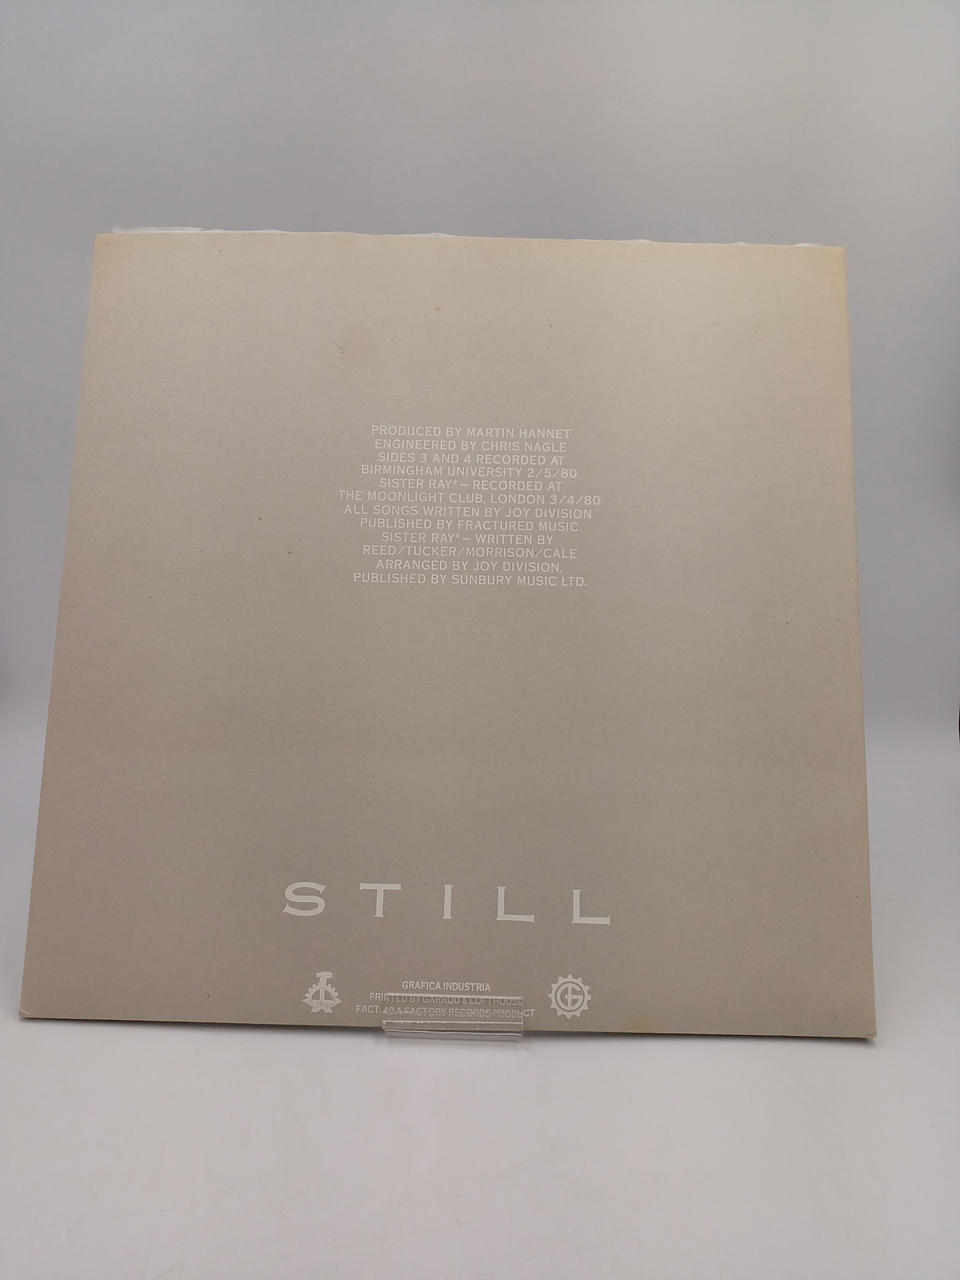 PRODUCED BY MARTIN HANNET
ENGINEERED BY CHRIS NAGLE
SIDES 3 AND 4 RECORDED AT
BIRMINGHAM UNIVERSITY 2/5/80
SISTER RAY*– RECORDED AT
THE MOONLIGHT CLUB, LONDON 3/4/80
ALL SONGS WRITTEN BY JOY DIVISION
PUBLISHED BY FRACTURED MUSIC
SISTER RAY*– WRITTEN BY
REED/TUCKER/MORRISON/CALE
ARRANGED BY JOY DIVISION,
PUBLISHED BY SUNBURY MUSIC LTD.
STILL
GRAFICA INDUSTRIA
PRINTED BY GARROD & LOFTHOUSE
FACT. 40 A FACTORY RECORDS PRODUCT